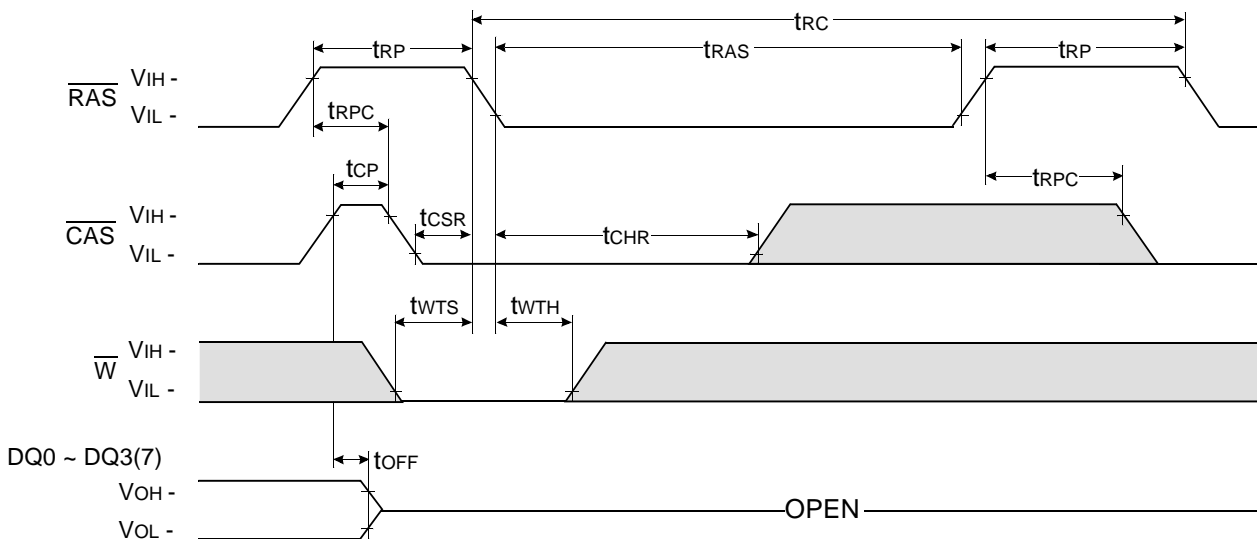 tRC
tRP
tRAS
tRP
RAS
VIH -
VIL -
tRPC
tCP
tRPC
CAS
VIH -
VIL -
tCSR
tCHR
tWTS
tWTH
W
VIH -
VIL -
DQ0 ~ DQ3(7)
tOFF
VOH -
VOL -
OPEN